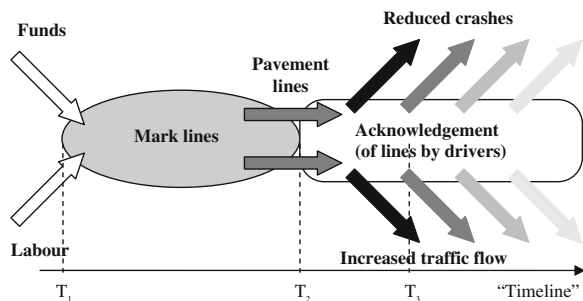 Reduced crashes
Funds
Pavement
lines
Mark lines
Acknowledgement
(of lines by drivers)
Labour
Increased traffic flow
T1
T2
T3
“Timeline”